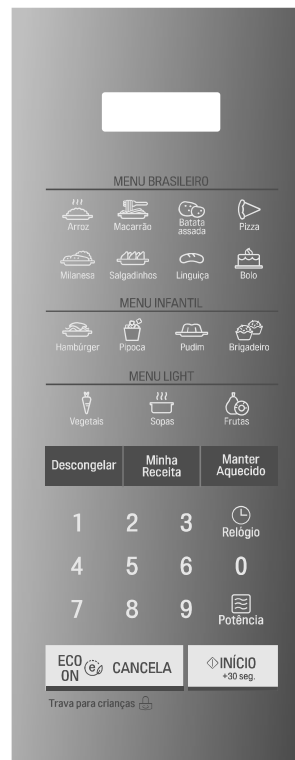 MENU BRASILEIRO
Arroz Macarrão Batata assada Pizza
Milanesa Salgadinhos Linguiça Bolo
MENU INFANTIL
Hambúrger Pipoca Pudim Brigadeiro
MENU LIGHT
Vegetais Sopas Frutas
Descongelar Minha Receita Manter Aquecido
1 2 3 Relógio
4 5 6 0
7 8 9 Potência
ECO ON e CANCELA INÍCIO +30 seg.
Trava para crianças